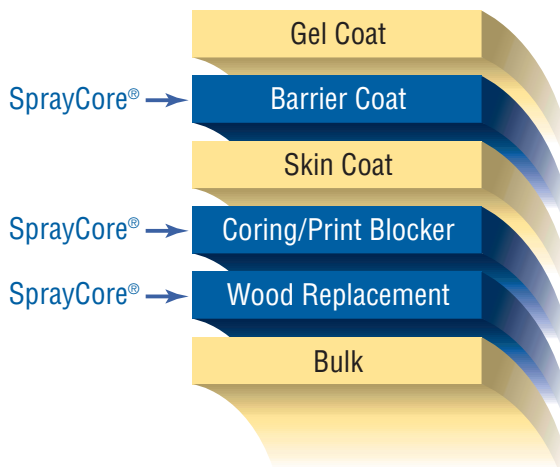 Gel Coat
SprayCore® Barrier Coat
Skin Coat
SprayCore® Coring/Print Blocker
SprayCore® Wood Replacement
Bulk